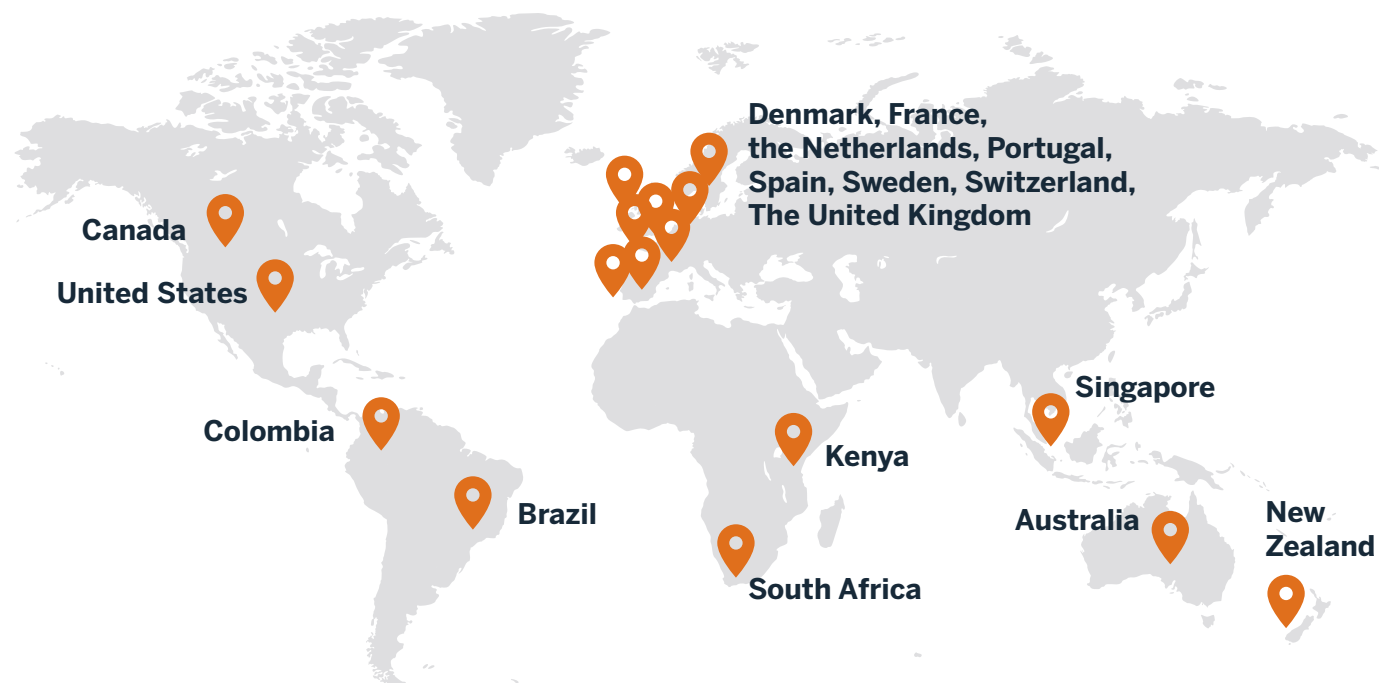 Denmark, France,
the Netherlands, Portugal,
Spain, Sweden, Switzerland,
The United Kingdom
Canada
United States
Colombia
Brazil
Kenya
South Africa
Singapore
Australia
New
Zealand